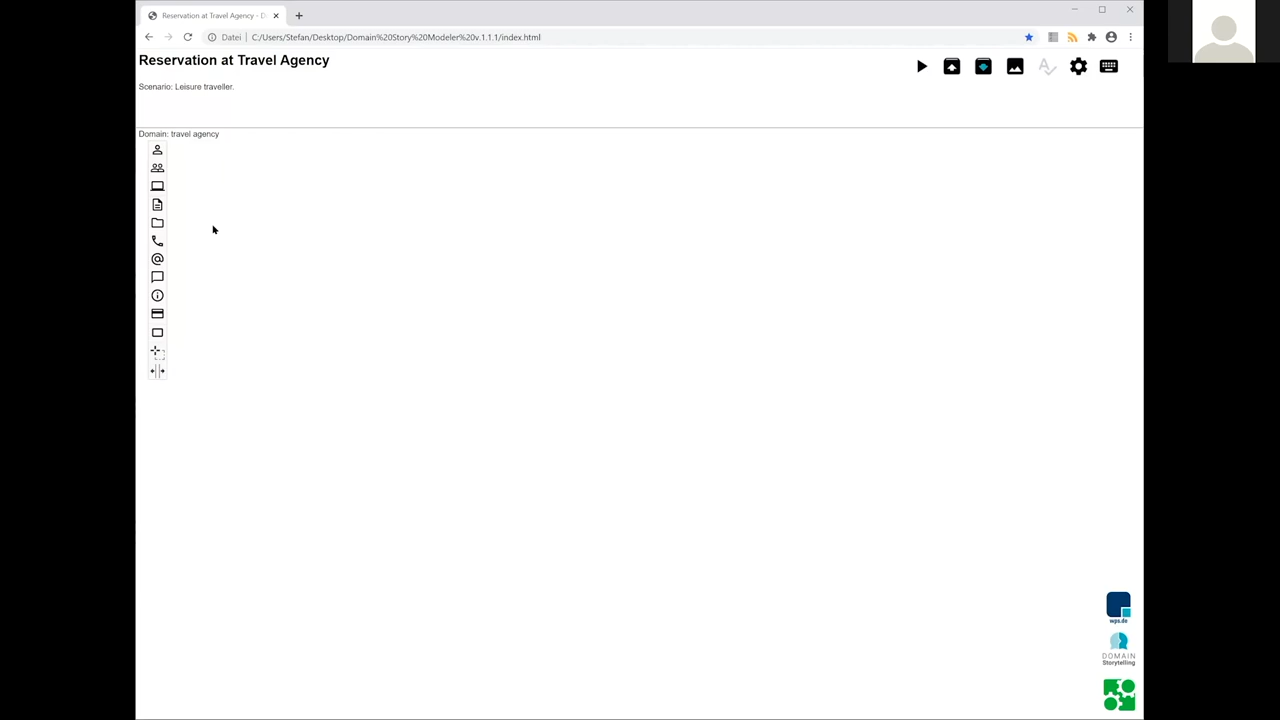 Reservation at Travel Agency - D
Datei
C:/Users/Stefan/Desktop/Domain%20Story%20Modeler%20v.1.1.1/index.html
Reservation at Travel Agency
Scenario: Leisure traveller.
Domain: travel agency
wps.de
DOMAIN
Storytelling